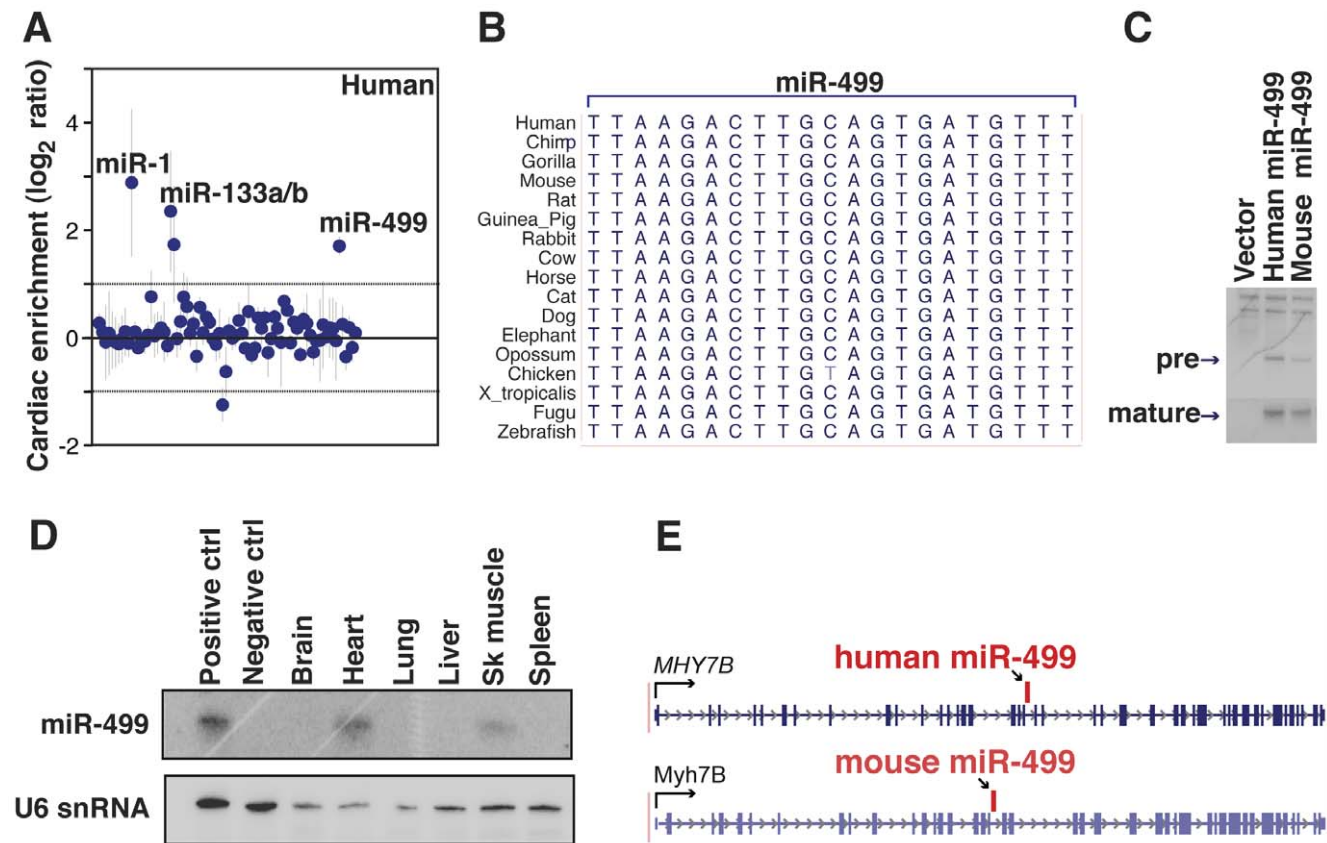 A
Cardiac enrichment (log2 ratio)
Human
4
2
0
-2
miR-1
miR-133a/b
miR-499
B
miR-499
Human T T A A G A C T T G C A G T G A T G T T T
Chimp T T A A G A C T T G C A G T G A T G T T T
Gorilla T T A A G A C T T G C A G T G A T G T T T
Mouse T T A A G A C T T G C A G T G A T G T T T
Rat T T A A G A C T T G C A G T G A T G T T T
Guinea_Pig T T A A G A C T T G C A G T G A T G T T T
Rabbit T T A A G A C T T G C A G T G A T G T T T
Cow T T A A G A C T T G C A G T G A T G T T T
Horse T T A A G A C T T G C A G T G A T G T T T
Cat T T A A G A C T T G C A G T G A T G T T T
Dog T T A A G A C T T G C A G T G A T G T T T
Elephant T T A A G A C T T G C A G T G A T G T T T
Opossum T T A A G A C T T G C A G T G A T G T T T
Chicken T T A A G A C T T G T A G T G A T G T T T
X_tropicalis T T A A G A C T T G C A G T G A T G T T T
Fugu T T A A G A C T T G C A G T G A T G T T T
Zebrafish T T A A G A C T T G C A G T G A T G T T T
C
Vector
Human miR-499
Mouse miR-499
pre
mature
D
Positive ctrl
Negative ctrl
Brain
Heart
Lung
Liver
Sk muscle
Spleen
miR-499
U6 snRNA
E
MHY7B
human miR-499
Myh7B
mouse miR-499